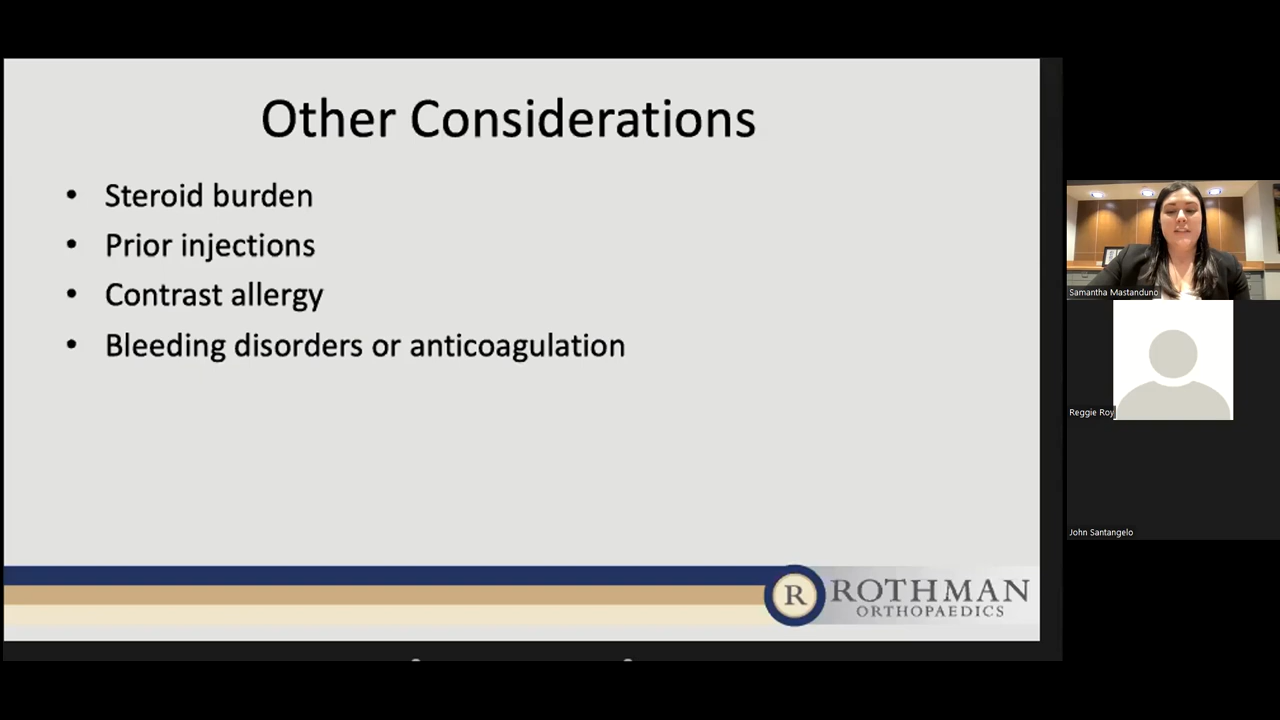 Other Considerations
• Steroid burden
• Prior injections
• Contrast allergy
• Bleeding disorders or anticoagulation
R ROTHMAN
ORTHOPAEDICS
Samantha Mastanduno
Reggie Roy
John Santangelo